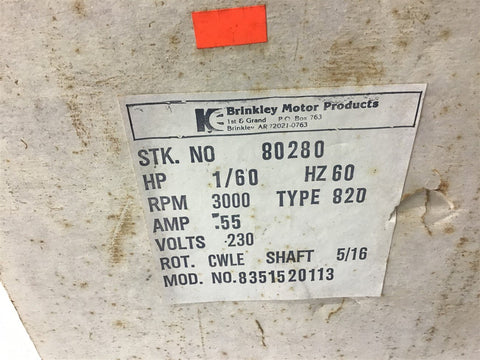 Brinkley Motor Products
1st & Grand P.O. Box 763
Brinkley, AR 72021-0763
STK. NO 80280
HP 1/60 HZ 60
RPM 3000 TYPE 820
AMP .55
VOLTS 230
ROT. CWLE SHAFT 5/16
MOD. NO. 8351520113